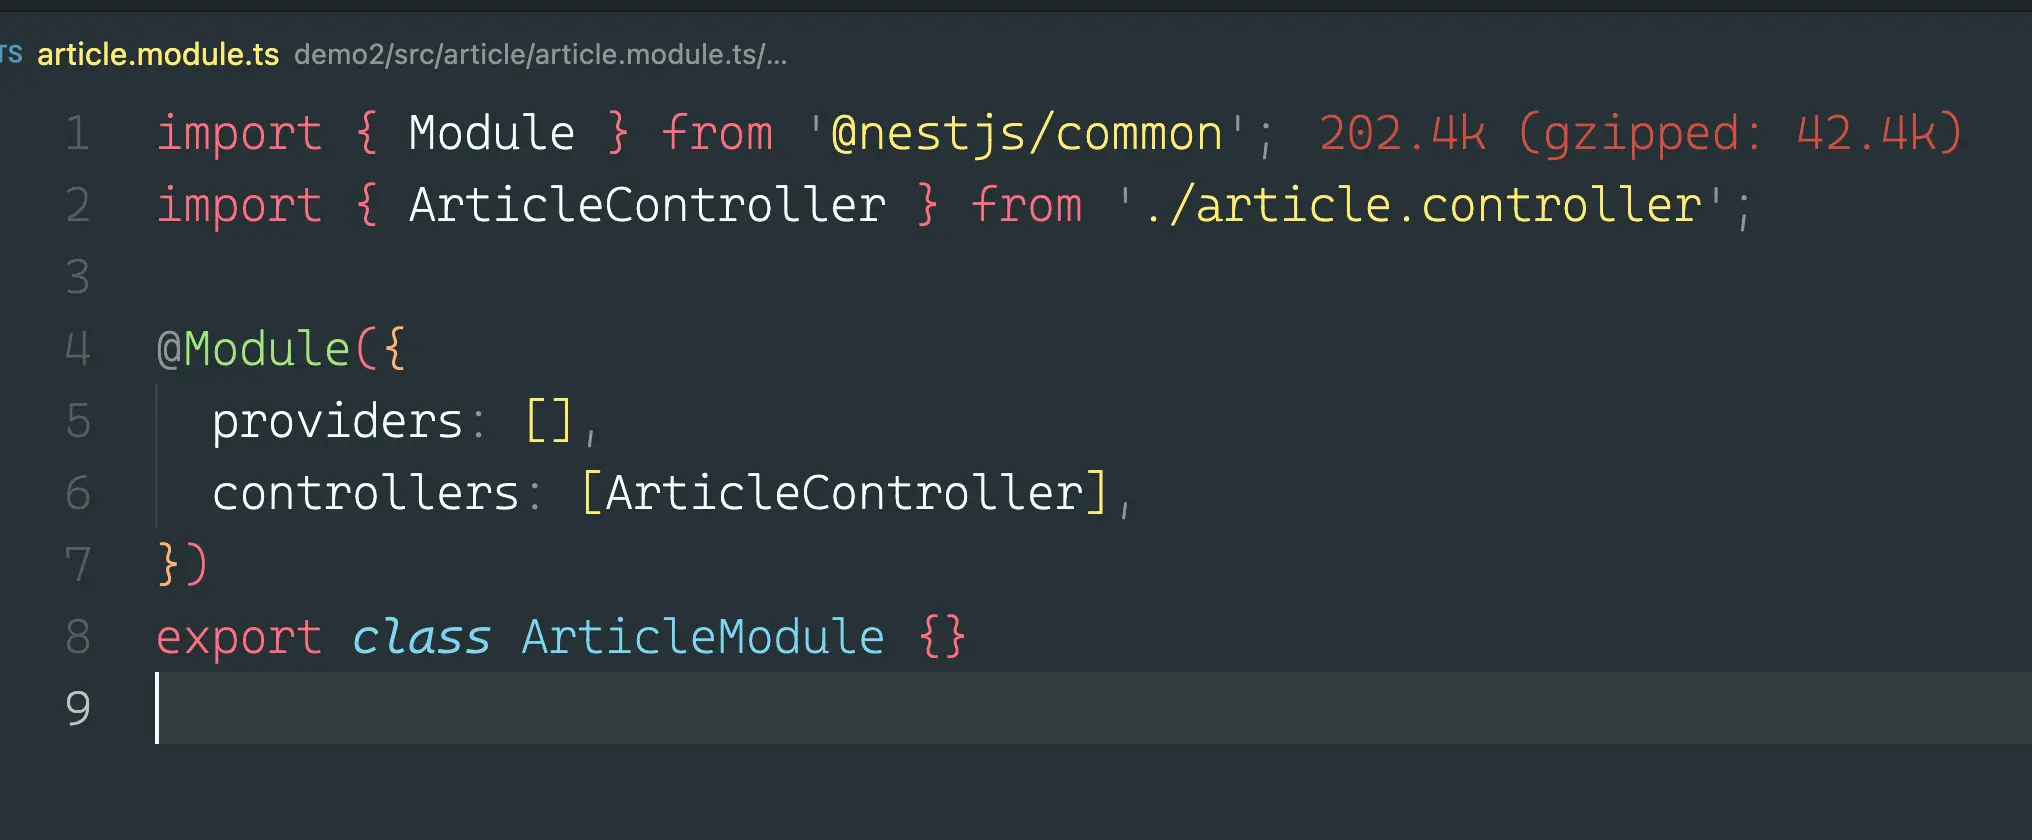 TS article.module.ts demo2/src/article/article.module.ts/...
1 import { Module } from '@nestjs/common'; 202.4k (gzipped: 42.4k)
2 import { ArticleController } from './article.controller';
3
4 @Module({
5   providers: [],
6   controllers: [ArticleController],
7 })
8 export class ArticleModule {}
9